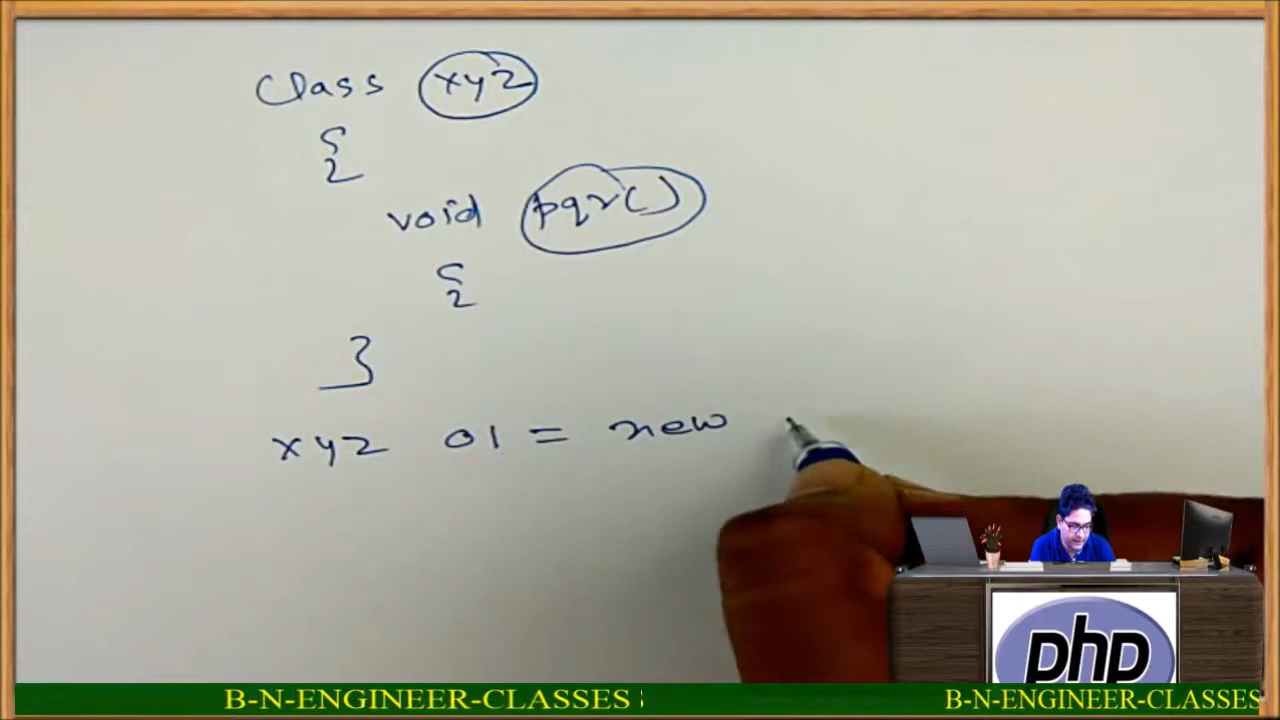 class xyz
{
void pqr()
{
}
xyz o1 = new
php
B-N-ENGINEER-CLASSES
B-N-ENGINEER-CLASSES